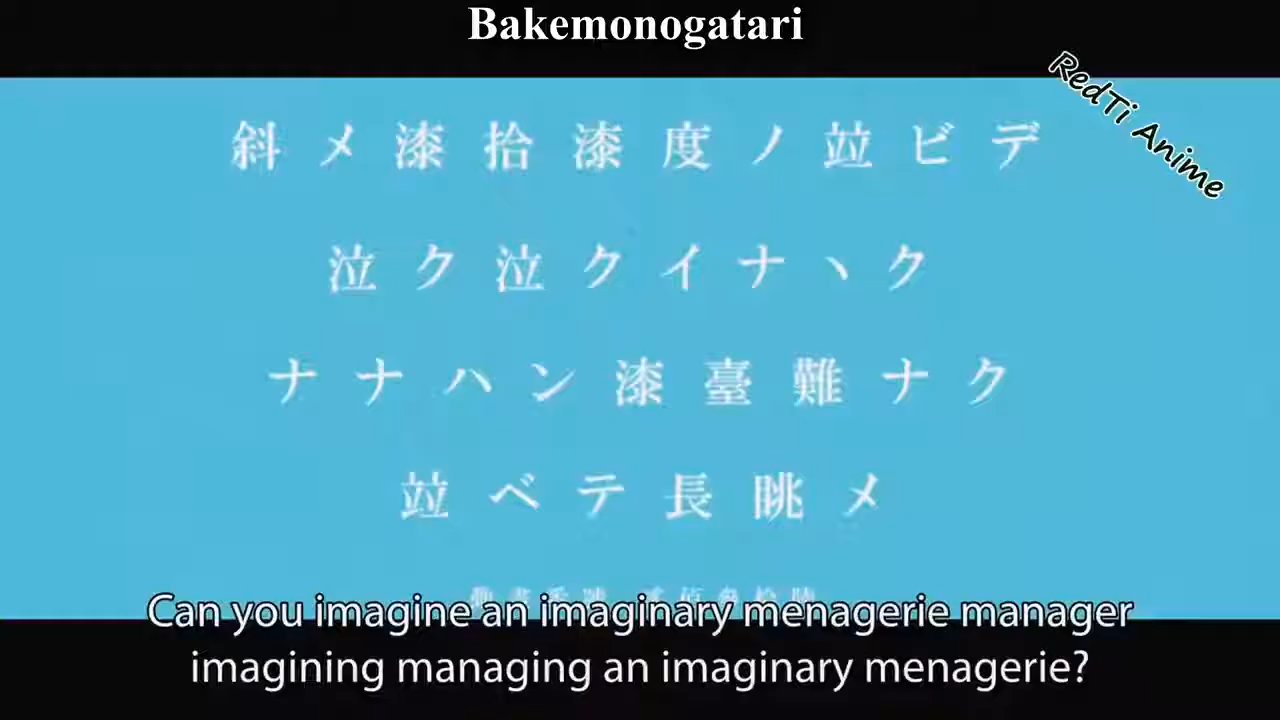 Bakemonogatari
RedTi Anime
斜メ漆拾漆度ノ竝ビデ
泣ク泣クイナヽク
ナナハン漆臺難ナク
竝ベテ長眺メ
Can you imagine an imaginary menagerie manager
imagining managing an imaginary menagerie?